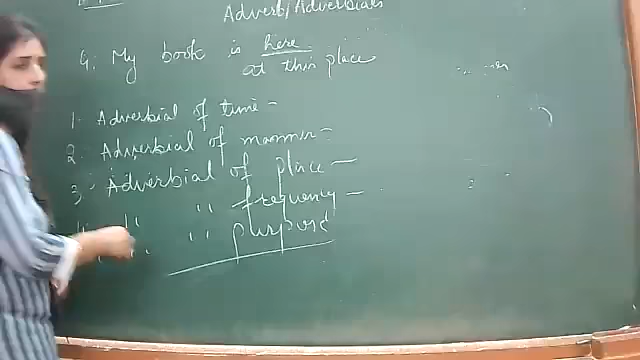 Adverb/Adverbials
G: My book is here.
at this place
1. Adverbial of time -
2. Adverbial of manner =
3. Adverbial of place -
" " frequency -
" " purpose